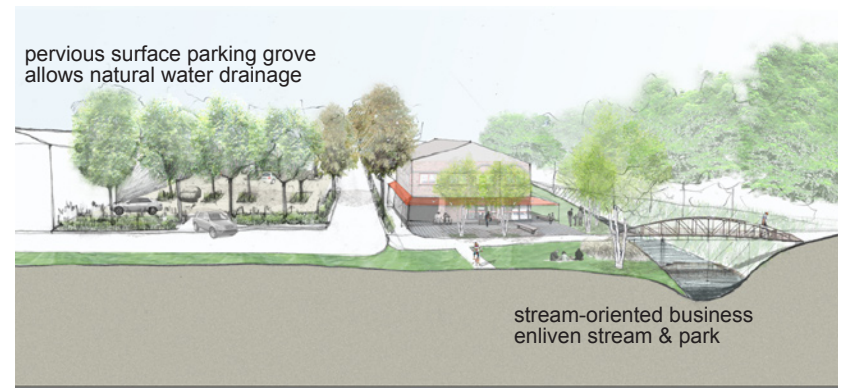 pervious surface parking grove
allows natural water drainage
stream-oriented business
enliven stream & park